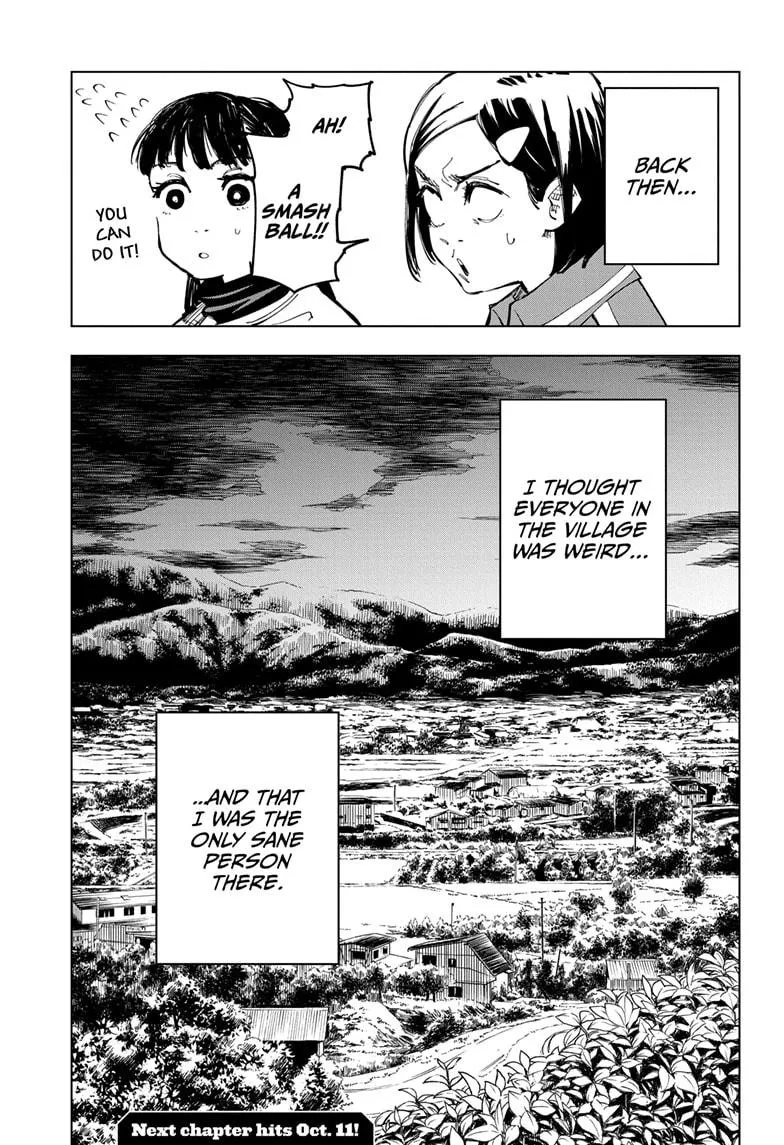 BACK
THEN...
AH!
A
SMASH
BALL!!
YOU
CAN
DO IT!
I THOUGHT
EVERYONE IN
THE VILLAGE
WAS WEIRD...
...AND THAT
I WAS THE
ONLY SANE
PERSON
THERE.
Next chapter hits Oct. 11!